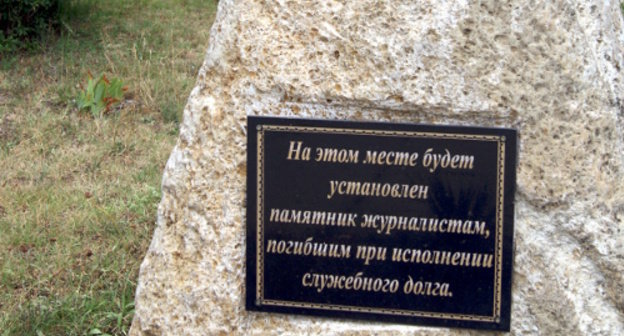 На этом месте будет
установлен
памятник журналистам,
погибшим при исполнении
служебного долга.